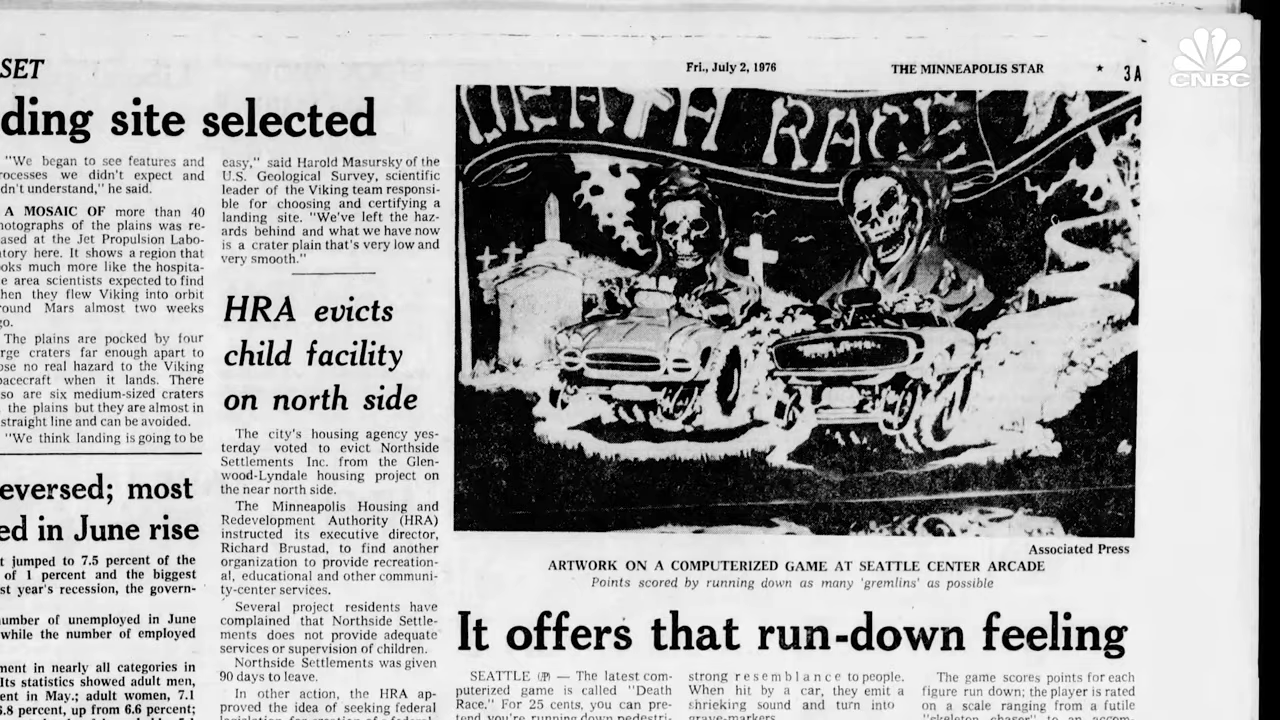 SET
Fri., July 2, 1976
THE MINNEAPOLIS STAR
* 3A
CNBC
ding site selected
"We began to see features and
rocesses we didn't expect and
dn't understand," he said.
A MOSAIC OF more than 40
hotographs of the plains was re-
ased at the Jet Propulsion Labo-
tory here. It shows a region that
oks much more like the hospita-
e area scientists expected to find
hen they flew Viking into orbit
round Mars almost two weeks
go.
The plains are pocked by four
rge craters far enough apart to
ose no real hazard to the Viking
pacecraft when it lands. There
so are six medium-sized craters
the plains but they are almost in
straight line and can be avoided.
"We think landing is going to be
easy," said Harold Masursky of the
U.S. Geological Survey, scientific
leader of the Viking team responsi-
ble for choosing and certifying a
landing site. "We've left the haz-
ards behind and what we have now
is a crater plain that's very low and
very smooth."
eversed; most
ed in June rise
t jumped to 7.5 percent of the
of 1 percent and the biggest
st year's recession, the govern-
umber of unemployed in June
while the number of employed
ment in nearly all categories in
Its statistics showed adult men,
ent in May.; adult women, 7.1
6.8 percent, up from 6.6 percent;
HRA evicts
child facility
on north side
The city's housing agency yes-
terday voted to evict Northside
Settlements Inc. from the Glen-
wood-Lyndale housing project on
the near north side.
The Minneapolis Housing and
Redevelopment Authority (HRA)
instructed its executive director,
Richard Brustad, to find another
organization to provide recreation-
al, educational and other communi-
ty-center services.
Several project residents have
complained that Northside Settle-
ments does not provide adequate
services or supervision of children.
Northside Settlements was given
90 days to leave.
In other action, the HRA ap-
proved the idea of seeking federal
DEATH RACE
Associated Press
ARTWORK ON A COMPUTERIZED GAME AT SEATTLE CENTER ARCADE
Points scored by running down as many 'gremlins' as possible
It offers that run-down feeling
SEATTLE (AP) — The latest com-
puterized game is called "Death
Race." For 25 cents, you can pre-
tend you're running down pedestri-
strong resemblance to people.
When hit by a car, they emit a
shrieking sound and turn into
grave-markers.
The game scores points for each
figure run down; the player is rated
on a scale ranging from a futile
"skeleton chaser" to an